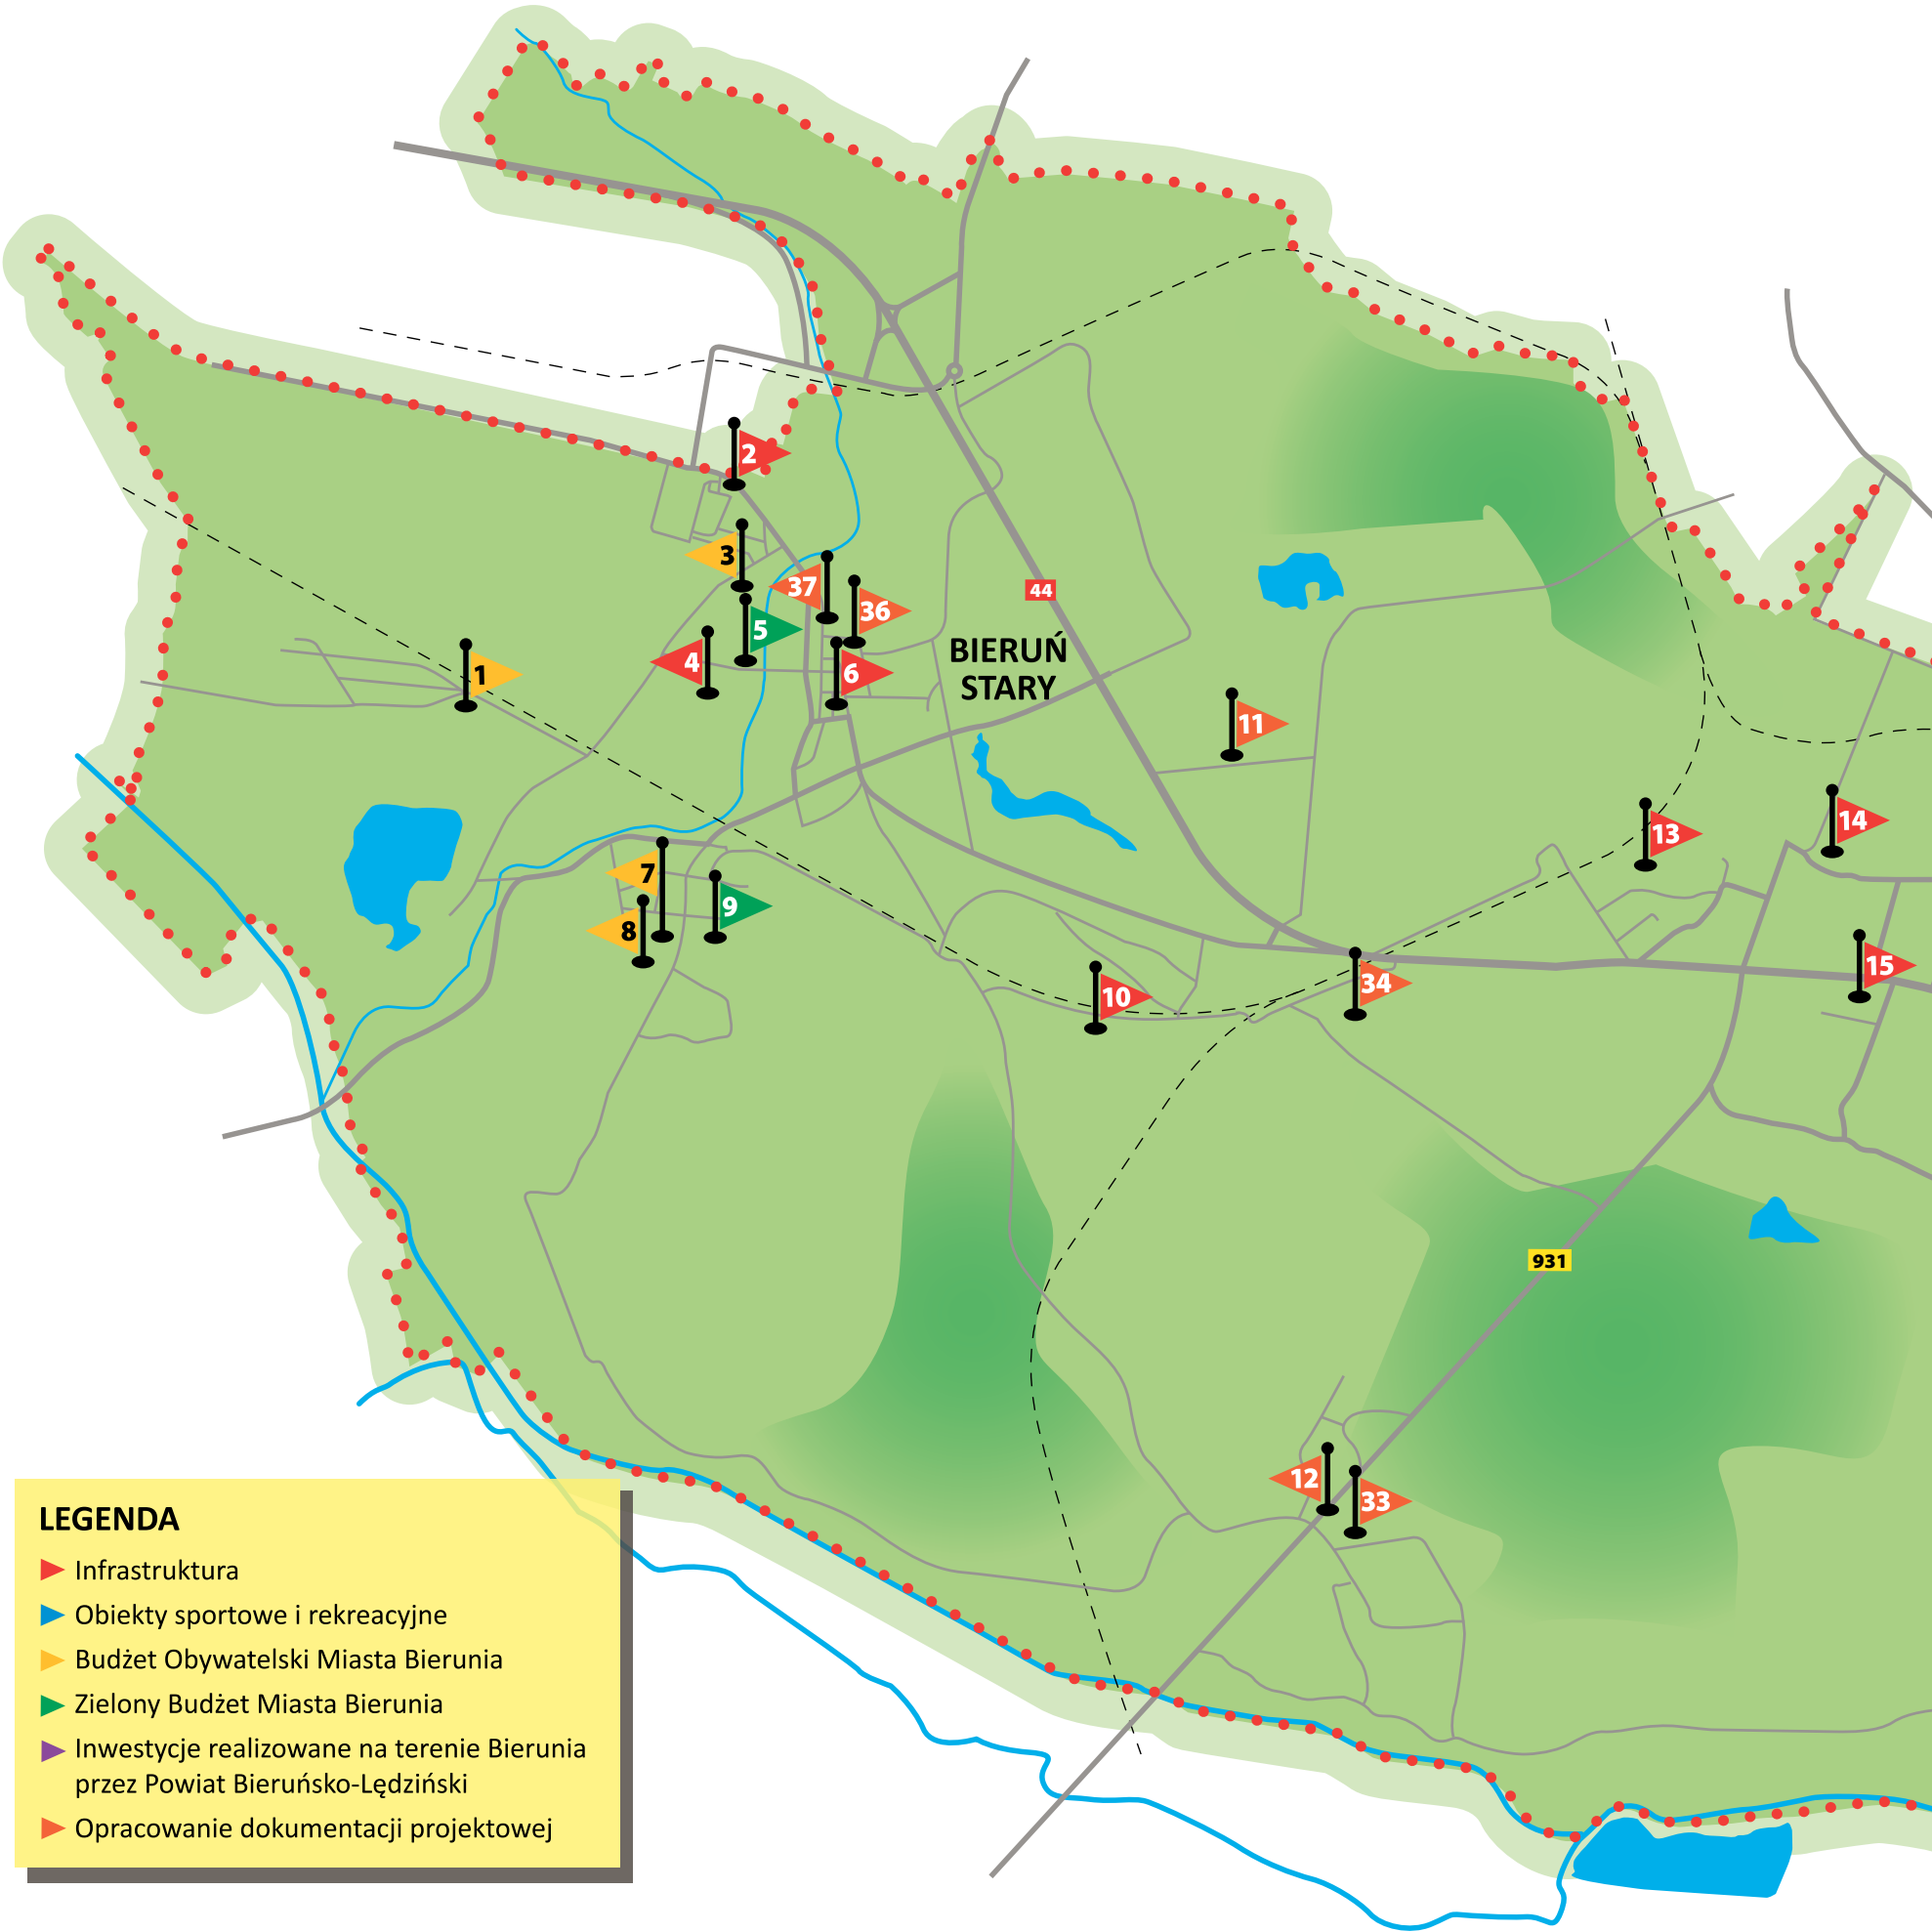 2
3
37
36
5
4
6
1
44
BIERUŃ
STARY
11
13
14
7
8
9
10
34
15
931
12
33
LEGENDA
Infrastruktura
Obiekty sportowe i rekreacyjne
Budżet Obywatelski Miasta Bierunia
Zielony Budżet Miasta Bierunia
Inwestycje realizowane na terenie Bierunia
przez Powiat Bieruńsko-Lędziński
Opracowanie dokumentacji projektowej